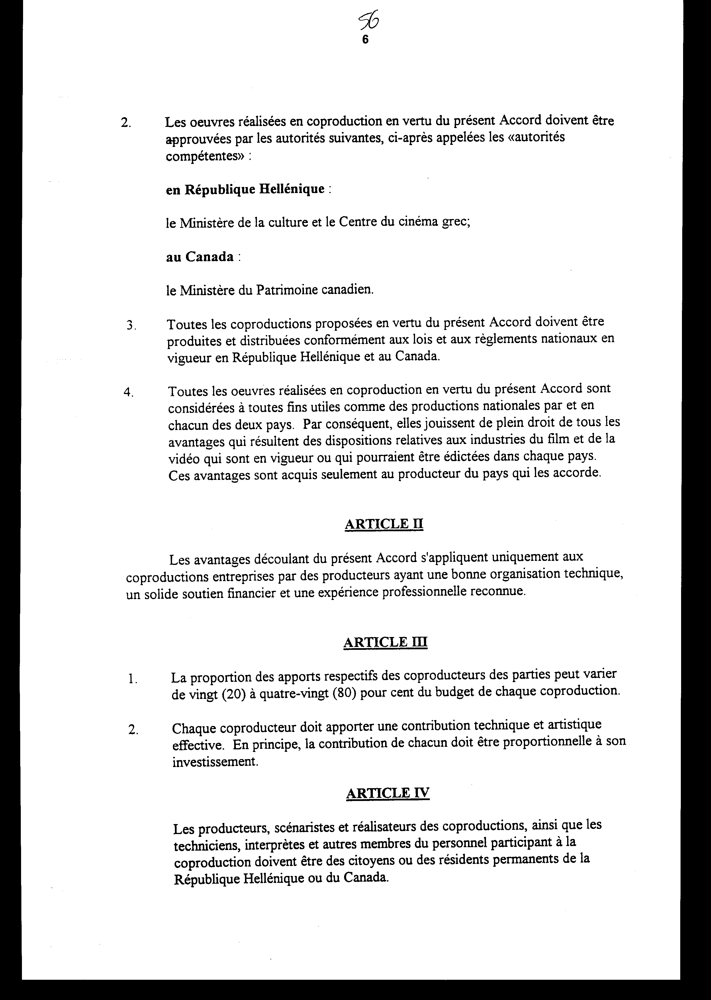 56
6
2. Les oeuvres réalisées en coproduction en vertu du présent Accord doivent être
approuvées par les autorités suivantes, ci-après appelées les «autorités
compétentes» :
en République Hellénique :
le Ministère de la culture et le Centre du cinéma grec;
au Canada :
le Ministère du Patrimoine canadien.
3. Toutes les coproductions proposées en vertu du présent Accord doivent être
produites et distribuées conformément aux lois et aux règlements nationaux en
vigueur en République Hellénique et au Canada.
4. Toutes les oeuvres réalisées en coproduction en vertu du présent Accord sont
considérées à toutes fins utiles comme des productions nationales par et en
chacun des deux pays. Par conséquent, elles jouissent de plein droit de tous les
avantages qui résultent des dispositions relatives aux industries du film et de la
vidéo qui sont en vigueur ou qui pourraient être édictées dans chaque pays.
Ces avantages sont acquis seulement au producteur du pays qui les accorde.
ARTICLE II
Les avantages découlant du présent Accord s'appliquent uniquement aux
coproductions entreprises par des producteurs ayant une bonne organisation technique,
un solide soutien financier et une expérience professionnelle reconnue.
ARTICLE III
1. La proportion des apports respectifs des coproducteurs des parties peut varier
de vingt (20) à quatre-vingt (80) pour cent du budget de chaque coproduction.
2. Chaque coproducteur doit apporter une contribution technique et artistique
effective. En principe, la contribution de chacun doit être proportionnelle à son
investissement.
ARTICLE IV
Les producteurs, scénaristes et réalisateurs des coproductions, ainsi que les
techniciens, interprètes et autres membres du personnel participant à la
coproduction doivent être des citoyens ou des résidents permanents de la
République Hellénique ou du Canada.